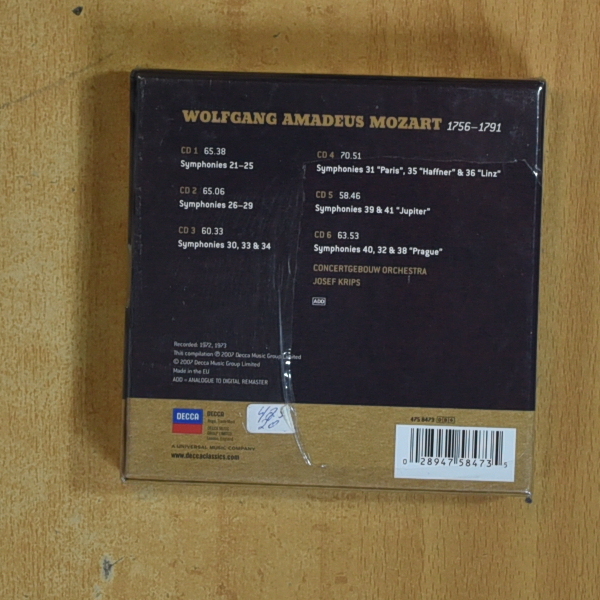 WOLFGANG AMADEUS MOZART 1756–1791
CD 1 65.38
Symphonies 21–25
CD 2 65.06
Symphonies 26–29
CD 3 60.33
Symphonies 30, 33 & 34
CD 4 70.51
Symphonies 31 "Paris", 35 "Haffner" & 36 "Linz"
CD 5 58.46
Symphonies 39 & 41 "Jupiter"
CD 6 63.53
Symphonies 40, 32 & 38 "Prague"
CONCERTGEBOUW ORCHESTRA
JOSEF KRIPS
ADD
Recorded: 1972, 1973
This compilation ℗ 2007 Decca Music Group Limited
© 2007 Decca Music Group Limited
Made in the EU
ADD = ANALOGUE TO DIGITAL REMASTER
DECCA
DECCA
A UNIVERSAL MUSIC COMPANY
www.deccaclassics.com
475 8473
0 28947 58473 5